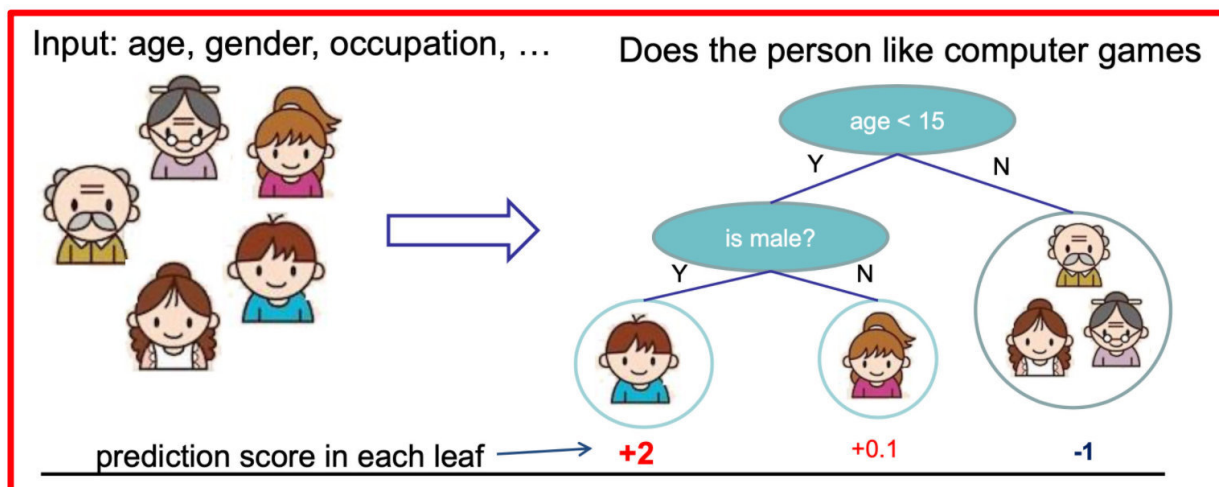 Input: age, gender, occupation, …
Does the person like computer games
age < 15
Y
N
is male?
Y
N
prediction score in each leaf
+2
+0.1
-1